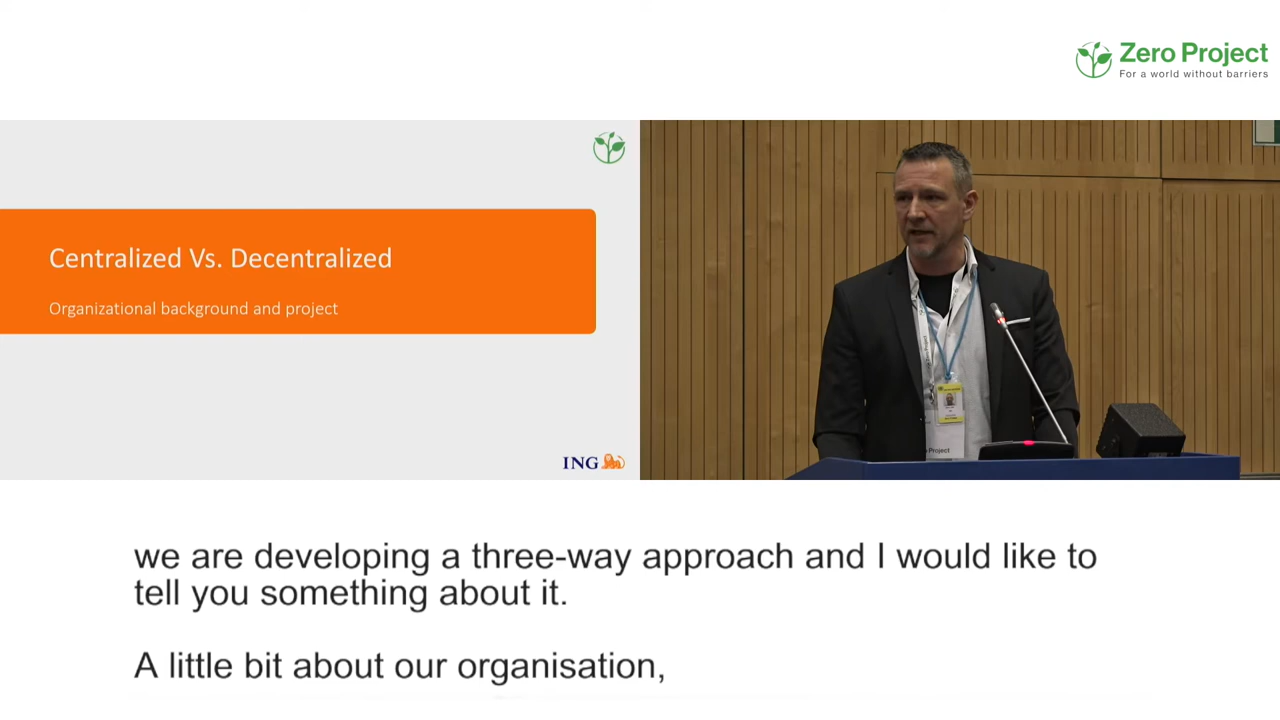 Zero Project
For a world without barriers
Centralized Vs. Decentralized
Organizational background and project
ING
Project
we are developing a three-way approach and I would like to
tell you something about it.
A little bit about our organisation,